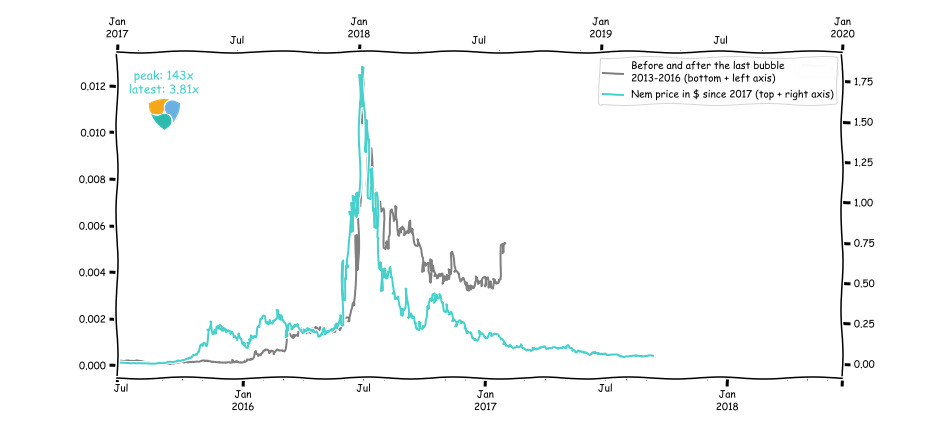 Jan
2017
Jul
Jan
2018
Jul
Jan
2019
Jul
Jan
2020
peak: 143x
latest: 3.81x
Before and after the last bubble
2013-2016 (bottom + left axis)
Nem price in $ since 2017 (top + right axis)
0,012
0,010
0,008
0,006
0,004
0,002
0,000
1.75
1.50
1.25
1.00
0.75
0.50
0.25
0.00
Jul
Jan
2016
Jul
Jan
2017
Jul
Jan
2018